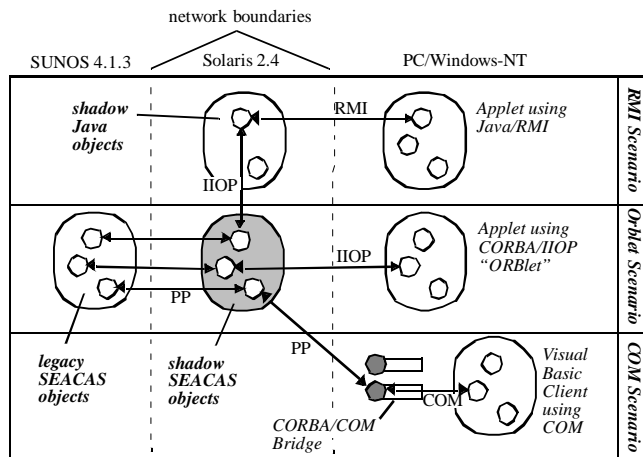 network boundaries
SUNOS 4.1.3
Solaris 2.4
PC/Windows-NT
shadow
Java
objects
RMI
Applet using
Java/RMI
RMI Scenario
IIOP
IIOP
Applet using
CORBA/IIOP
“ORBlet”
Orblet Scenario
PP
legacy
SEACAS
objects
shadow
SEACAS
objects
PP
COM
CORBA/COM
Bridge
Visual
Basic
Client
using
COM
COM Scenario